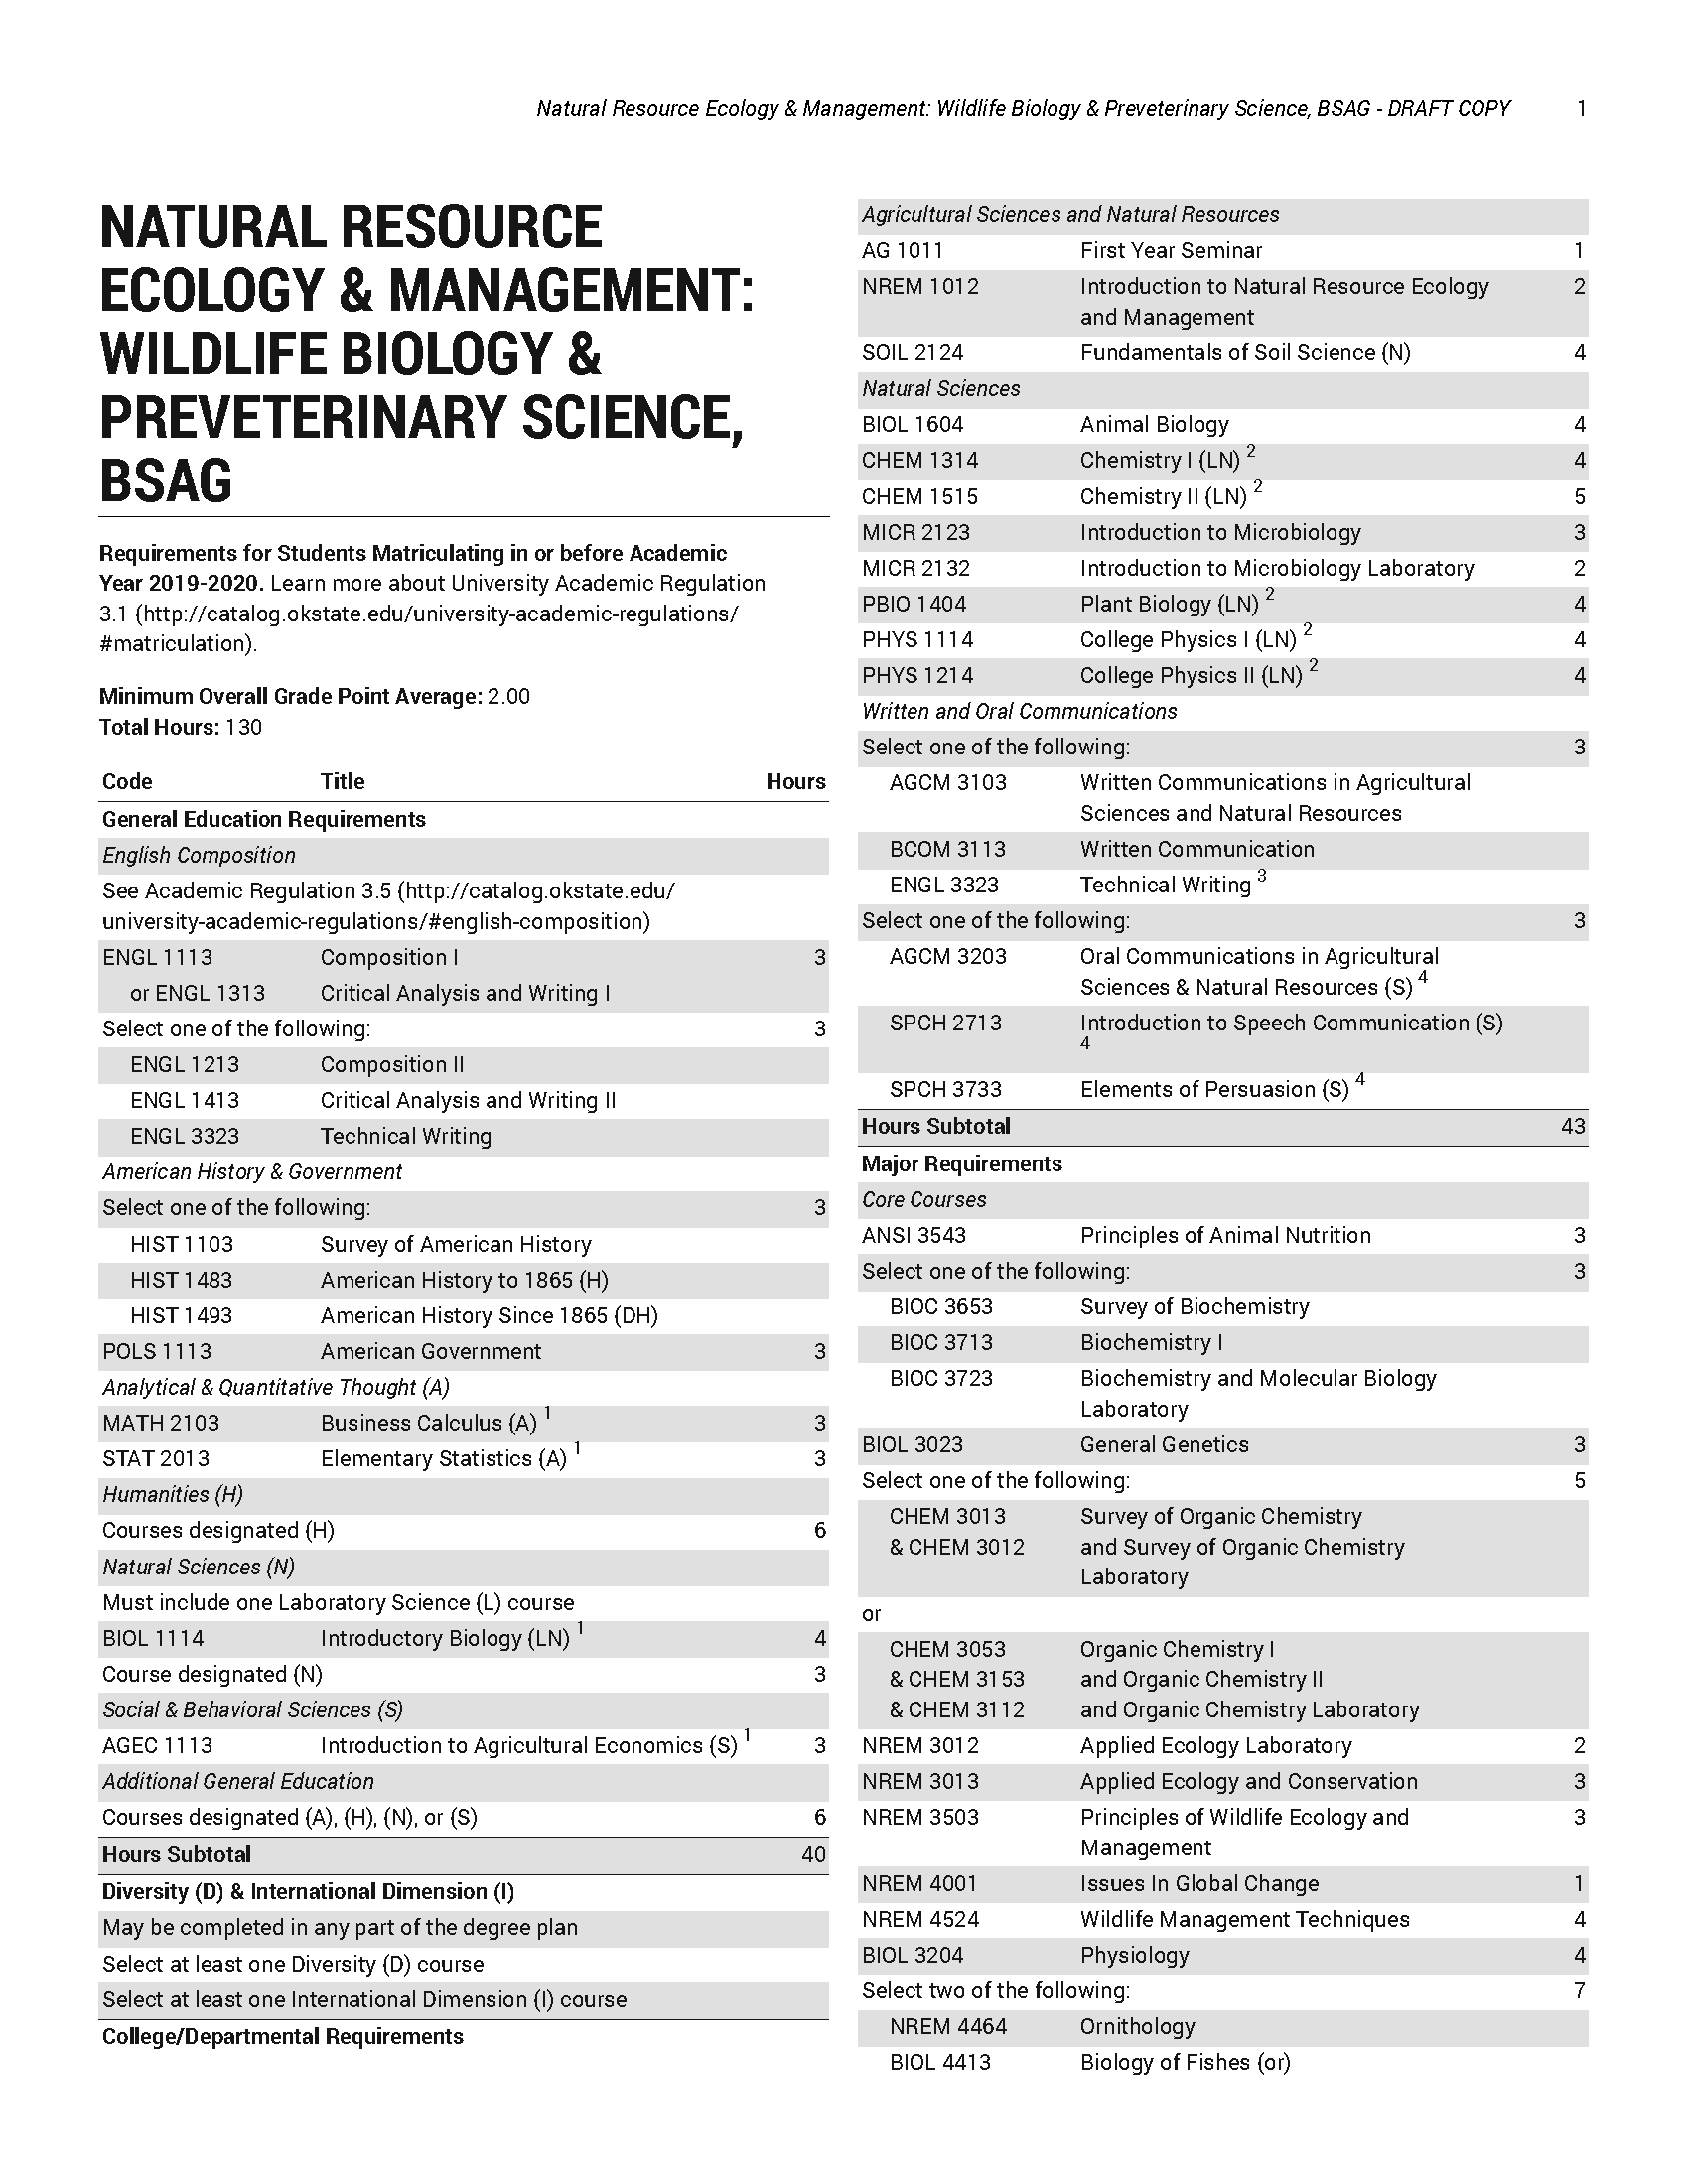 Natural Resource Ecology & Management: Wildlife Biology & Preveterinary Science, BSAG - DRAFT COPY 1
NATURAL RESOURCE
ECOLOGY & MANAGEMENT:
WILDLIFE BIOLOGY &
PREVETERINARY SCIENCE,
BSAG
Requirements for Students Matriculating in or before Academic
Year 2019-2020. Learn more about University Academic Regulation
3.1 (http://catalog.okstate.edu/university-academic-regulations/
#matriculation).
Minimum Overall Grade Point Average: 2.00
Total Hours: 130
Code Title Hours
General Education Requirements
English Composition
See Academic Regulation 3.5 (http://catalog.okstate.edu/
university-academic-regulations/#english-composition)
ENGL 1113 Composition I 3
or ENGL 1313 Critical Analysis and Writing I
Select one of the following: 3
ENGL 1213 Composition II
ENGL 1413 Critical Analysis and Writing II
ENGL 3323 Technical Writing
American History & Government
Select one of the following: 3
HIST 1103 Survey of American History
HIST 1483 American History to 1865 (H)
HIST 1493 American History Since 1865 (DH)
POLS 1113 American Government 3
Analytical & Quantitative Thought (A)
MATH 2103 Business Calculus (A) 1 3
STAT 2013 Elementary Statistics (A) 1 3
Humanities (H)
Courses designated (H) 6
Natural Sciences (N)
Must include one Laboratory Science (L) course
BIOL 1114 Introductory Biology (LN) 1 4
Course designated (N) 3
Social & Behavioral Sciences (S)
AGEC 1113 Introduction to Agricultural Economics (S) 1 3
Additional General Education
Courses designated (A), (H), (N), or (S) 6
Hours Subtotal 40
Diversity (D) & International Dimension (I)
May be completed in any part of the degree plan
Select at least one Diversity (D) course
Select at least one International Dimension (I) course
College/Departmental Requirements
Agricultural Sciences and Natural Resources
AG 1011 First Year Seminar 1
NREM 1012 Introduction to Natural Resource Ecology 2
and Management
SOIL 2124 Fundamentals of Soil Science (N) 4
Natural Sciences
BIOL 1604 Animal Biology 4
CHEM 1314 Chemistry I (LN) 2 4
CHEM 1515 Chemistry II (LN) 2 5
MICR 2123 Introduction to Microbiology 3
MICR 2132 Introduction to Microbiology Laboratory 2
PBIO 1404 Plant Biology (LN) 2 4
PHYS 1114 College Physics I (LN) 2 4
PHYS 1214 College Physics II (LN) 2 4
Written and Oral Communications
Select one of the following: 3
AGCM 3103 Written Communications in Agricultural
Sciences and Natural Resources
BCOM 3113 Written Communication
ENGL 3323 Technical Writing 3
Select one of the following: 3
AGCM 3203 Oral Communications in Agricultural
Sciences & Natural Resources (S) 4
SPCH 2713 Introduction to Speech Communication (S)
4
SPCH 3733 Elements of Persuasion (S) 4
Hours Subtotal 43
Major Requirements
Core Courses
ANSI 3543 Principles of Animal Nutrition 3
Select one of the following: 3
BIOC 3653 Survey of Biochemistry
BIOC 3713 Biochemistry I
BIOC 3723 Biochemistry and Molecular Biology
Laboratory
BIOL 3023 General Genetics 3
Select one of the following: 5
CHEM 3013 Survey of Organic Chemistry
& CHEM 3012 and Survey of Organic Chemistry
Laboratory
or
CHEM 3053 Organic Chemistry I
& CHEM 3153 and Organic Chemistry II
& CHEM 3112 and Organic Chemistry Laboratory
NREM 3012 Applied Ecology Laboratory 2
NREM 3013 Applied Ecology and Conservation 3
NREM 3503 Principles of Wildlife Ecology and 3
Management
NREM 4001 Issues In Global Change 1
NREM 4524 Wildlife Management Techniques 4
BIOL 3204 Physiology 4
Select two of the following: 7
NREM 4464 Ornithology
BIOL 4413 Biology of Fishes (or)